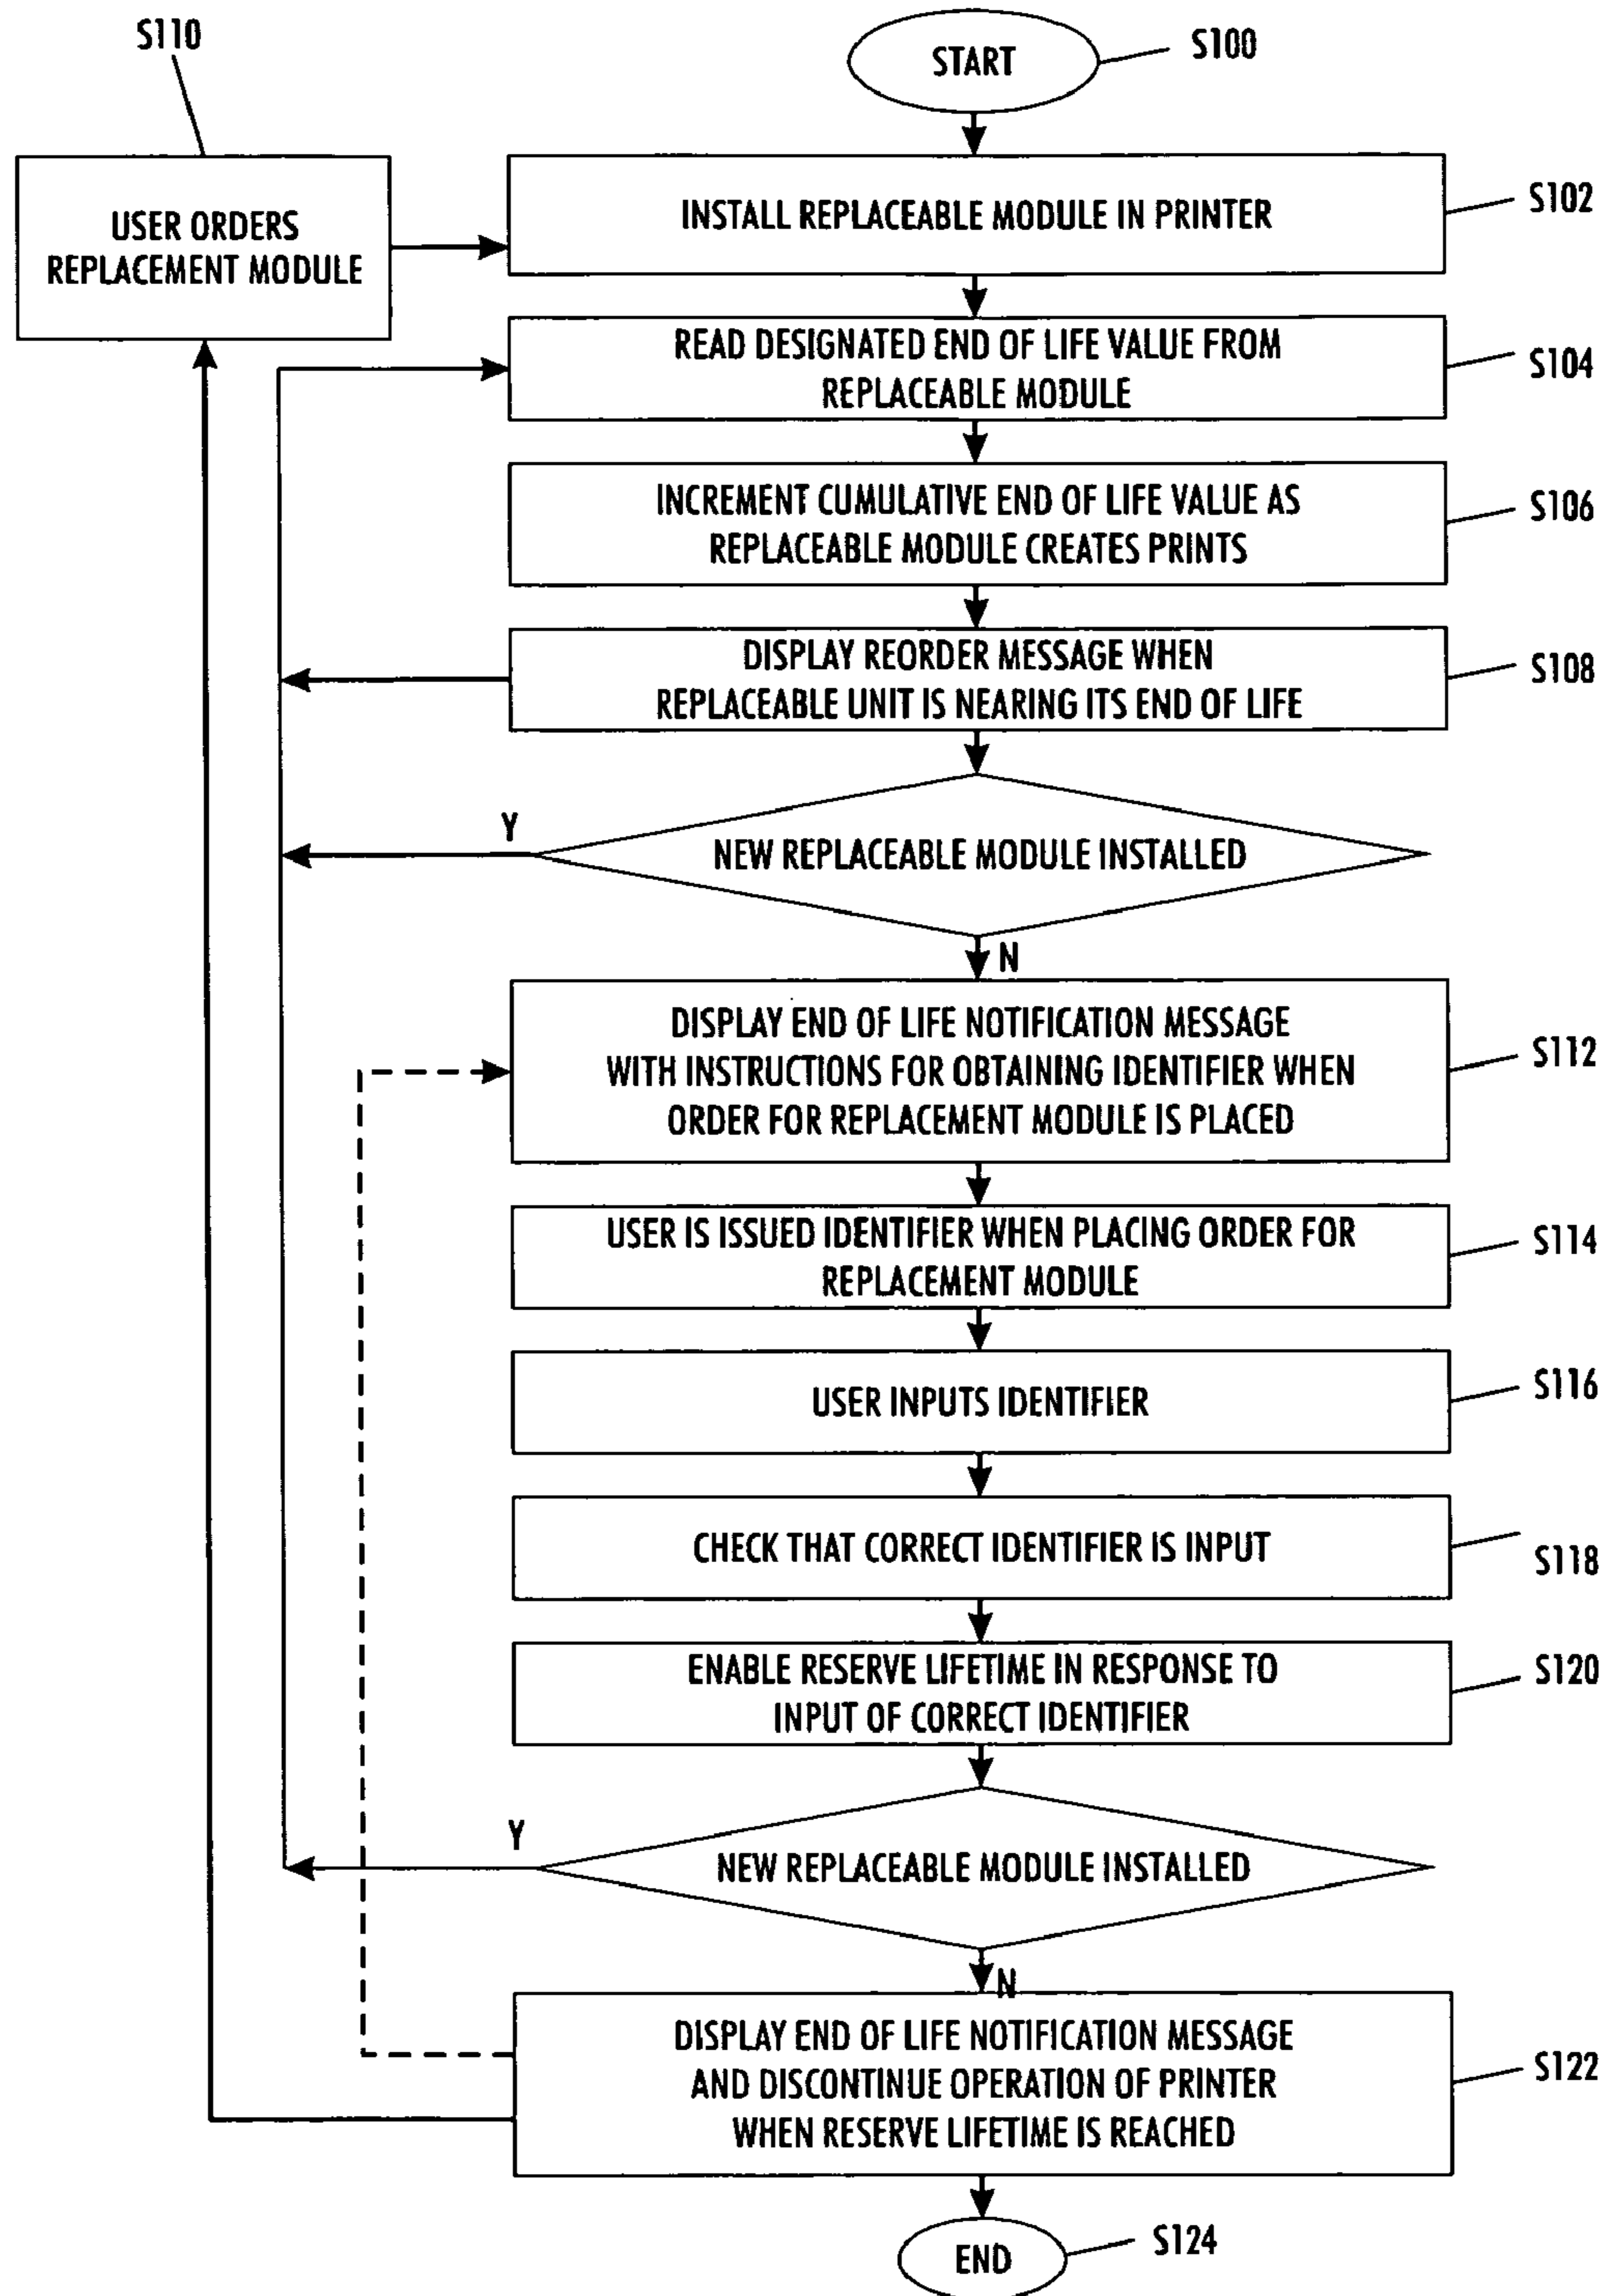 S110
START
S100
USER ORDERS
REPLACEMENT MODULE
INSTALL REPLACEABLE MODULE IN PRINTER
S102
READ DESIGNATED END OF LIFE VALUE FROM
REPLACEABLE MODULE
S104
INCREMENT CUMULATIVE END OF LIFE VALUE AS
REPLACEABLE MODULE CREATES PRINTS
S106
DISPLAY REORDER MESSAGE WHEN
REPLACEABLE UNIT IS NEARING ITS END OF LIFE
S108
Y
NEW REPLACEABLE MODULE INSTALLED
N
DISPLAY END OF LIFE NOTIFICATION MESSAGE
WITH INSTRUCTIONS FOR OBTAINING IDENTIFIER WHEN
ORDER FOR REPLACEMENT MODULE IS PLACED
S112
USER IS ISSUED IDENTIFIER WHEN PLACING ORDER FOR
REPLACEMENT MODULE
S114
USER INPUTS IDENTIFIER
S116
CHECK THAT CORRECT IDENTIFIER IS INPUT
S118
ENABLE RESERVE LIFETIME IN RESPONSE TO
INPUT OF CORRECT IDENTIFIER
S120
Y
NEW REPLACEABLE MODULE INSTALLED
N
DISPLAY END OF LIFE NOTIFICATION MESSAGE
AND DISCONTINUE OPERATION OF PRINTER
WHEN RESERVE LIFETIME IS REACHED
S122
END
S124